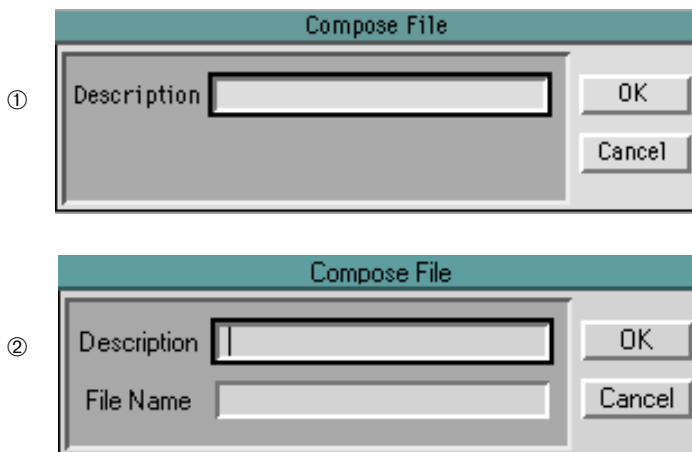 Compose File
① Description OK
Cancel
Compose File
② Description OK
File Name Cancel